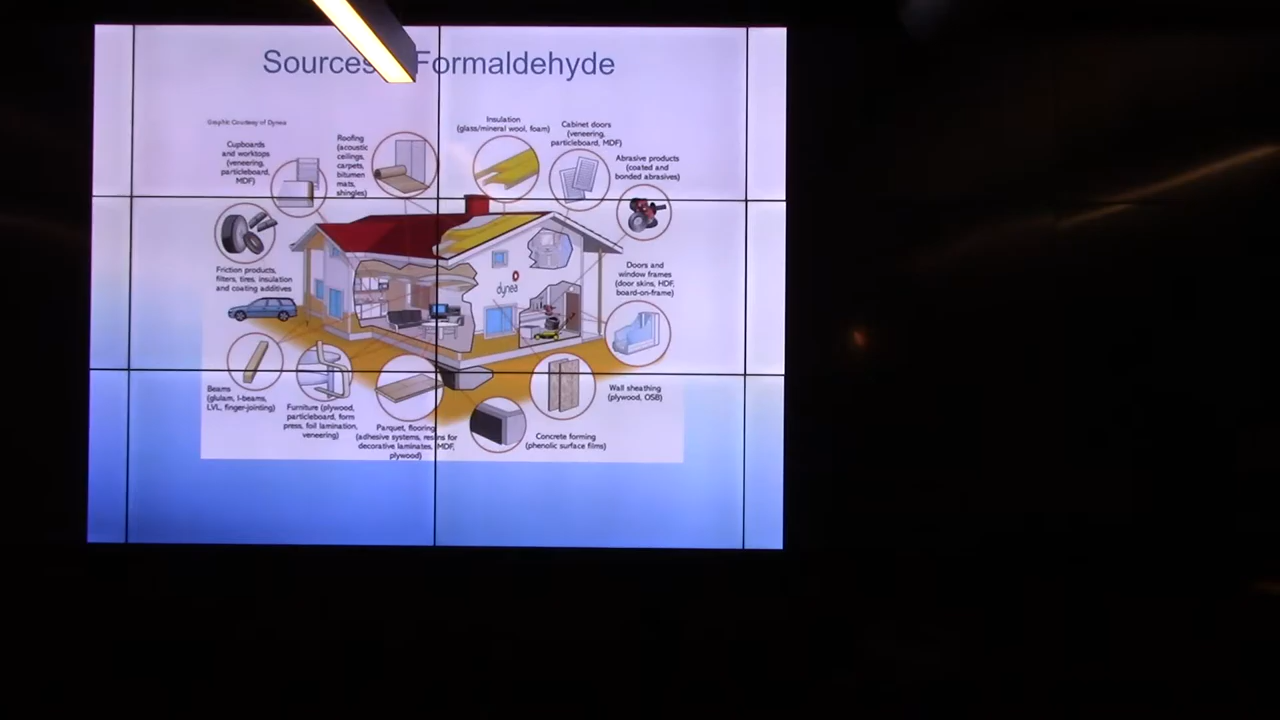 Sources Formaldehyde
Graphic Courtesy of Dynea
Insulation
(glass/mineral wool, foam)
Cabinet doors
(veneering,
particleboard, MDF)
Roofing
(acoustic
ceilings,
carpets,
bitumen
mats,
shingles)
Cupboards
and worktops
(veneering,
particleboard,
MDF)
Abrasive products
(coated and
bonded abrasives)
Friction products,
filters, tires, insulation
and coating additives
Doors and
window frames
(door skins, HDF,
board-on-frame)
dynea
Beams
(glulam, I-beams,
LVL, finger-jointing)
Furniture (plywood,
particleboard, form
press, foil lamination,
veneering)
Parquet, flooring
(adhesive systems, resins for
decorative laminates, MDF,
plywood)
Concrete forming
(phenolic surface films)
Wall sheathing
(plywood, OSB)